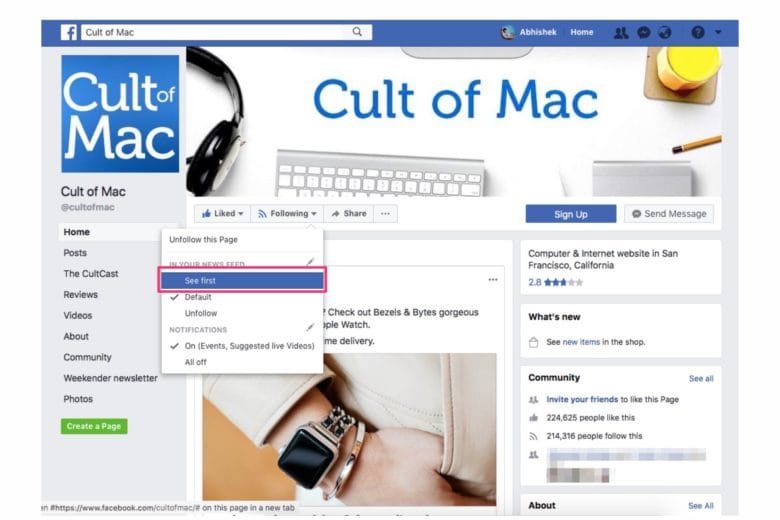 Cult of Mac
Abhishek
Home
Cult of
Mac
Cult of Mac
Cult of Mac
@cultofmac
Liked
Following
Share
Sign Up
Send Message
Home
Posts
The CultCast
Reviews
Videos
About
Community
Weekender newsletter
Photos
Create a Page
Unfollow this Page
IN YOUR NEWS FEED
See first
Default
Unfollow
NOTIFICATIONS
On (Events, Suggested live Videos)
All off
? Check out Bezels & Bytes gorgeous
ple Watch.
me delivery.
Computer & Internet website in San
Francisco, California
2.8
What's new
See new items in the shop.
Community
See all
Invite your friends to like this Page
224,625 people like this
214,316 people follow this
About
See All
en #https://www.facebook.com/cultofmac/# on this page in a new tab